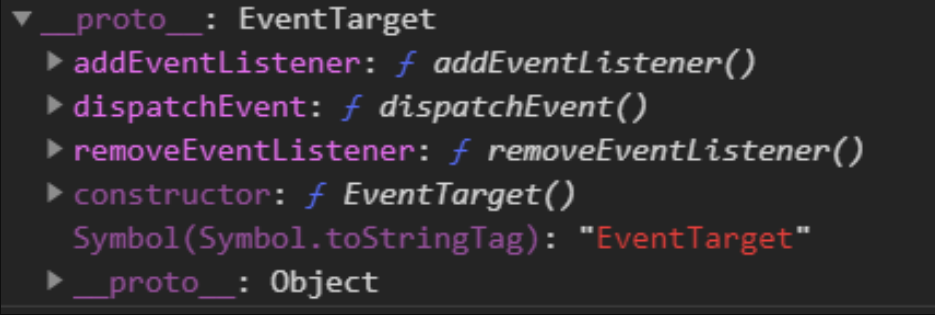 __proto__: EventTarget
addEventListener: ƒ addEventListener()
dispatchEvent: ƒ dispatchEvent()
removeEventListener: ƒ removeEventListener()
constructor: ƒ EventTarget()
Symbol(Symbol.toStringTag): "EventTarget"
__proto__: Object